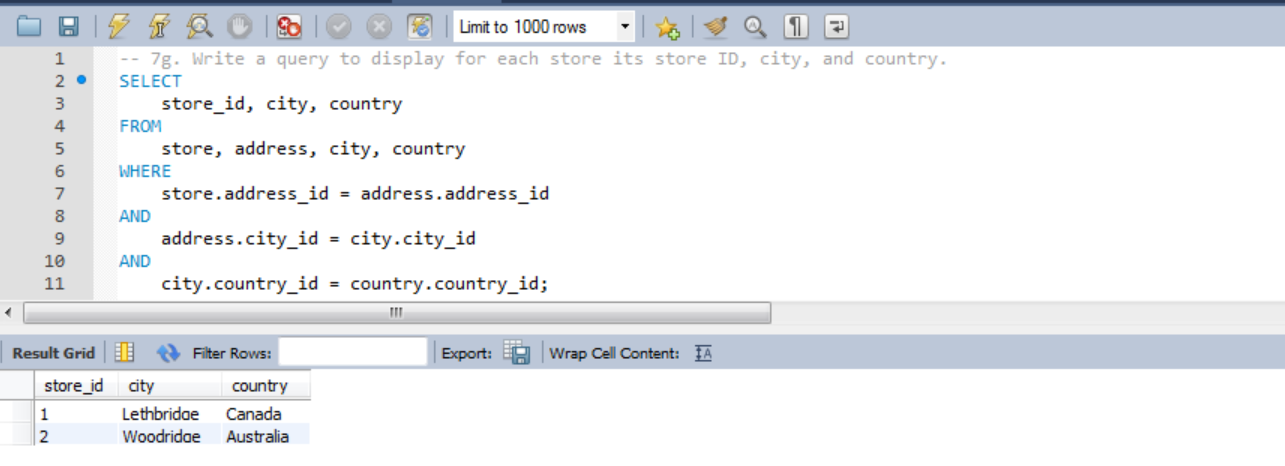 Limit to 1000 rows
1 -- 7g. Write a query to display for each store its store ID, city, and country.
2 SELECT
3 store_id, city, country
4 FROM
5 store, address, city, country
6 WHERE
7 store.address_id = address.address_id
8 AND
9 address.city_id = city.city_id
10 AND
11 city.country_id = country.country_id;
Result Grid Filter Rows: Export: Wrap Cell Content:
store_id city country
1 Lethbridge Canada
2 Woodridge Australia